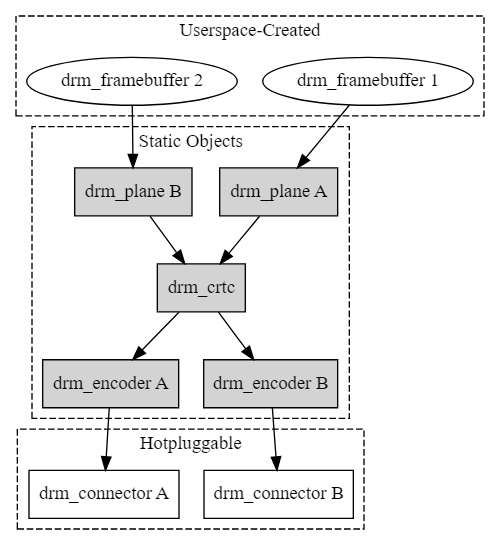 Userspace-Created
drm_framebuffer 2
drm_framebuffer 1
Static Objects
drm_plane B
drm_plane A
drm_crtc
drm_encoder A
drm_encoder B
Hotpluggable
drm_connector A
drm_connector B